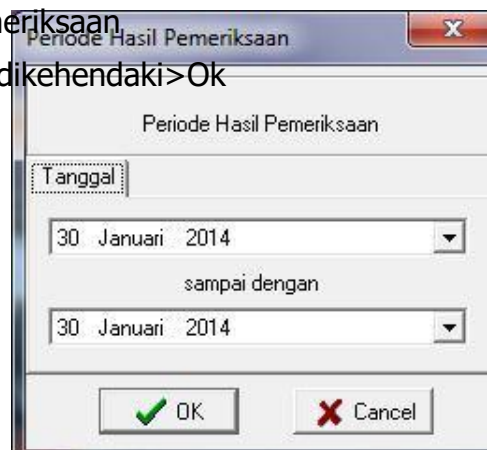 neriksaan
Periode Hasil Pemeriksaan
dikehendaki>Ok
Periode Hasil Pemeriksaan
Tanggal
30 Januari 2014
sampai dengan
30 Januari 2014
OK Cancel